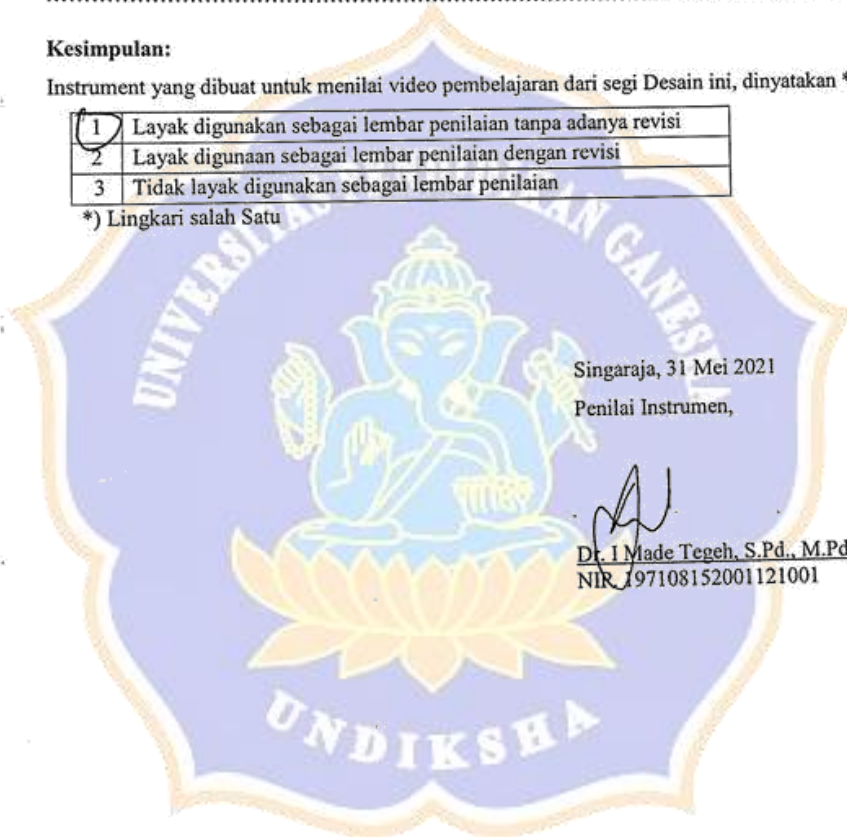 Kesimpulan:
Instrument yang dibuat untuk menilai video pembelajaran dari segi Desain ini, dinyatakan *
1 Layak digunakan sebagai lembar penilaian tanpa adanya revisi
2 Layak digunaan sebagai lembar penilaian dengan revisi
3 Tidak layak digunakan sebagai lembar penilaian
*) Lingkari salah Satu
Singaraja, 31 Mei 2021
Penilai Instrumen,
Dr. I Made Tegeh, S.Pd., M.Pd
NIP. 197108152001121001
UNIVERSITAS PENDIDIKAN GANESHA
UNDIKSHA